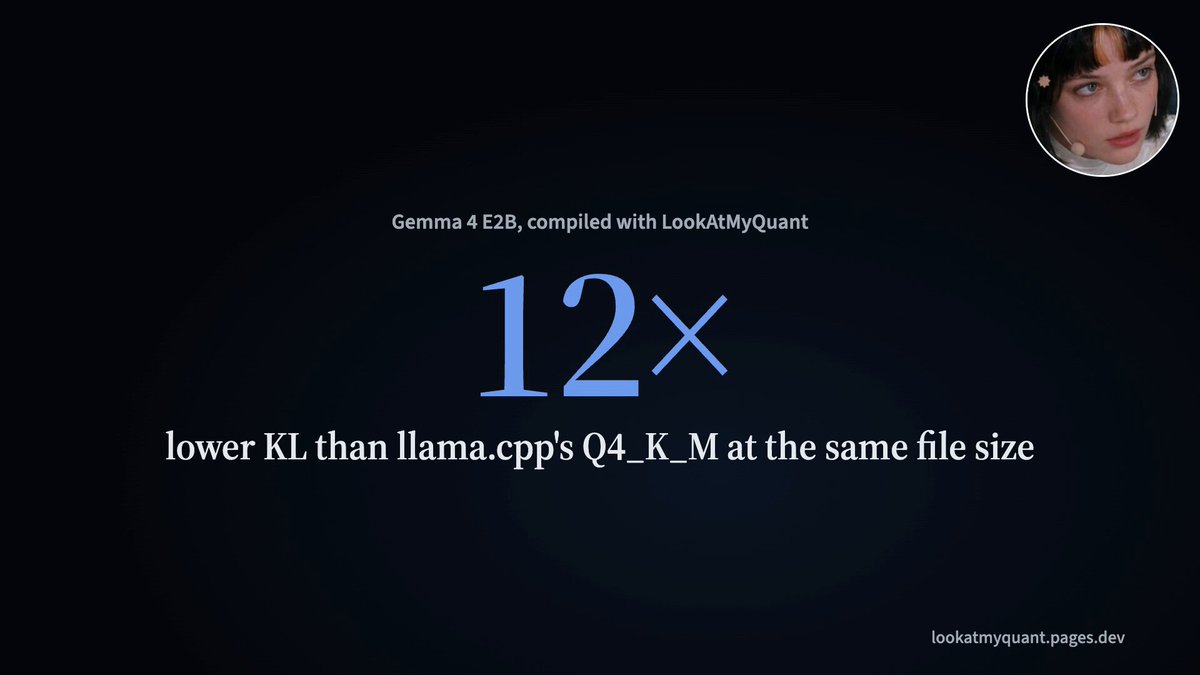 Gemma 4 E2B, compiled with LookAtMyQuant
12×
lower KL than llama.cpp's Q4_K_M at the same file size
lookatmyquant.pages.dev